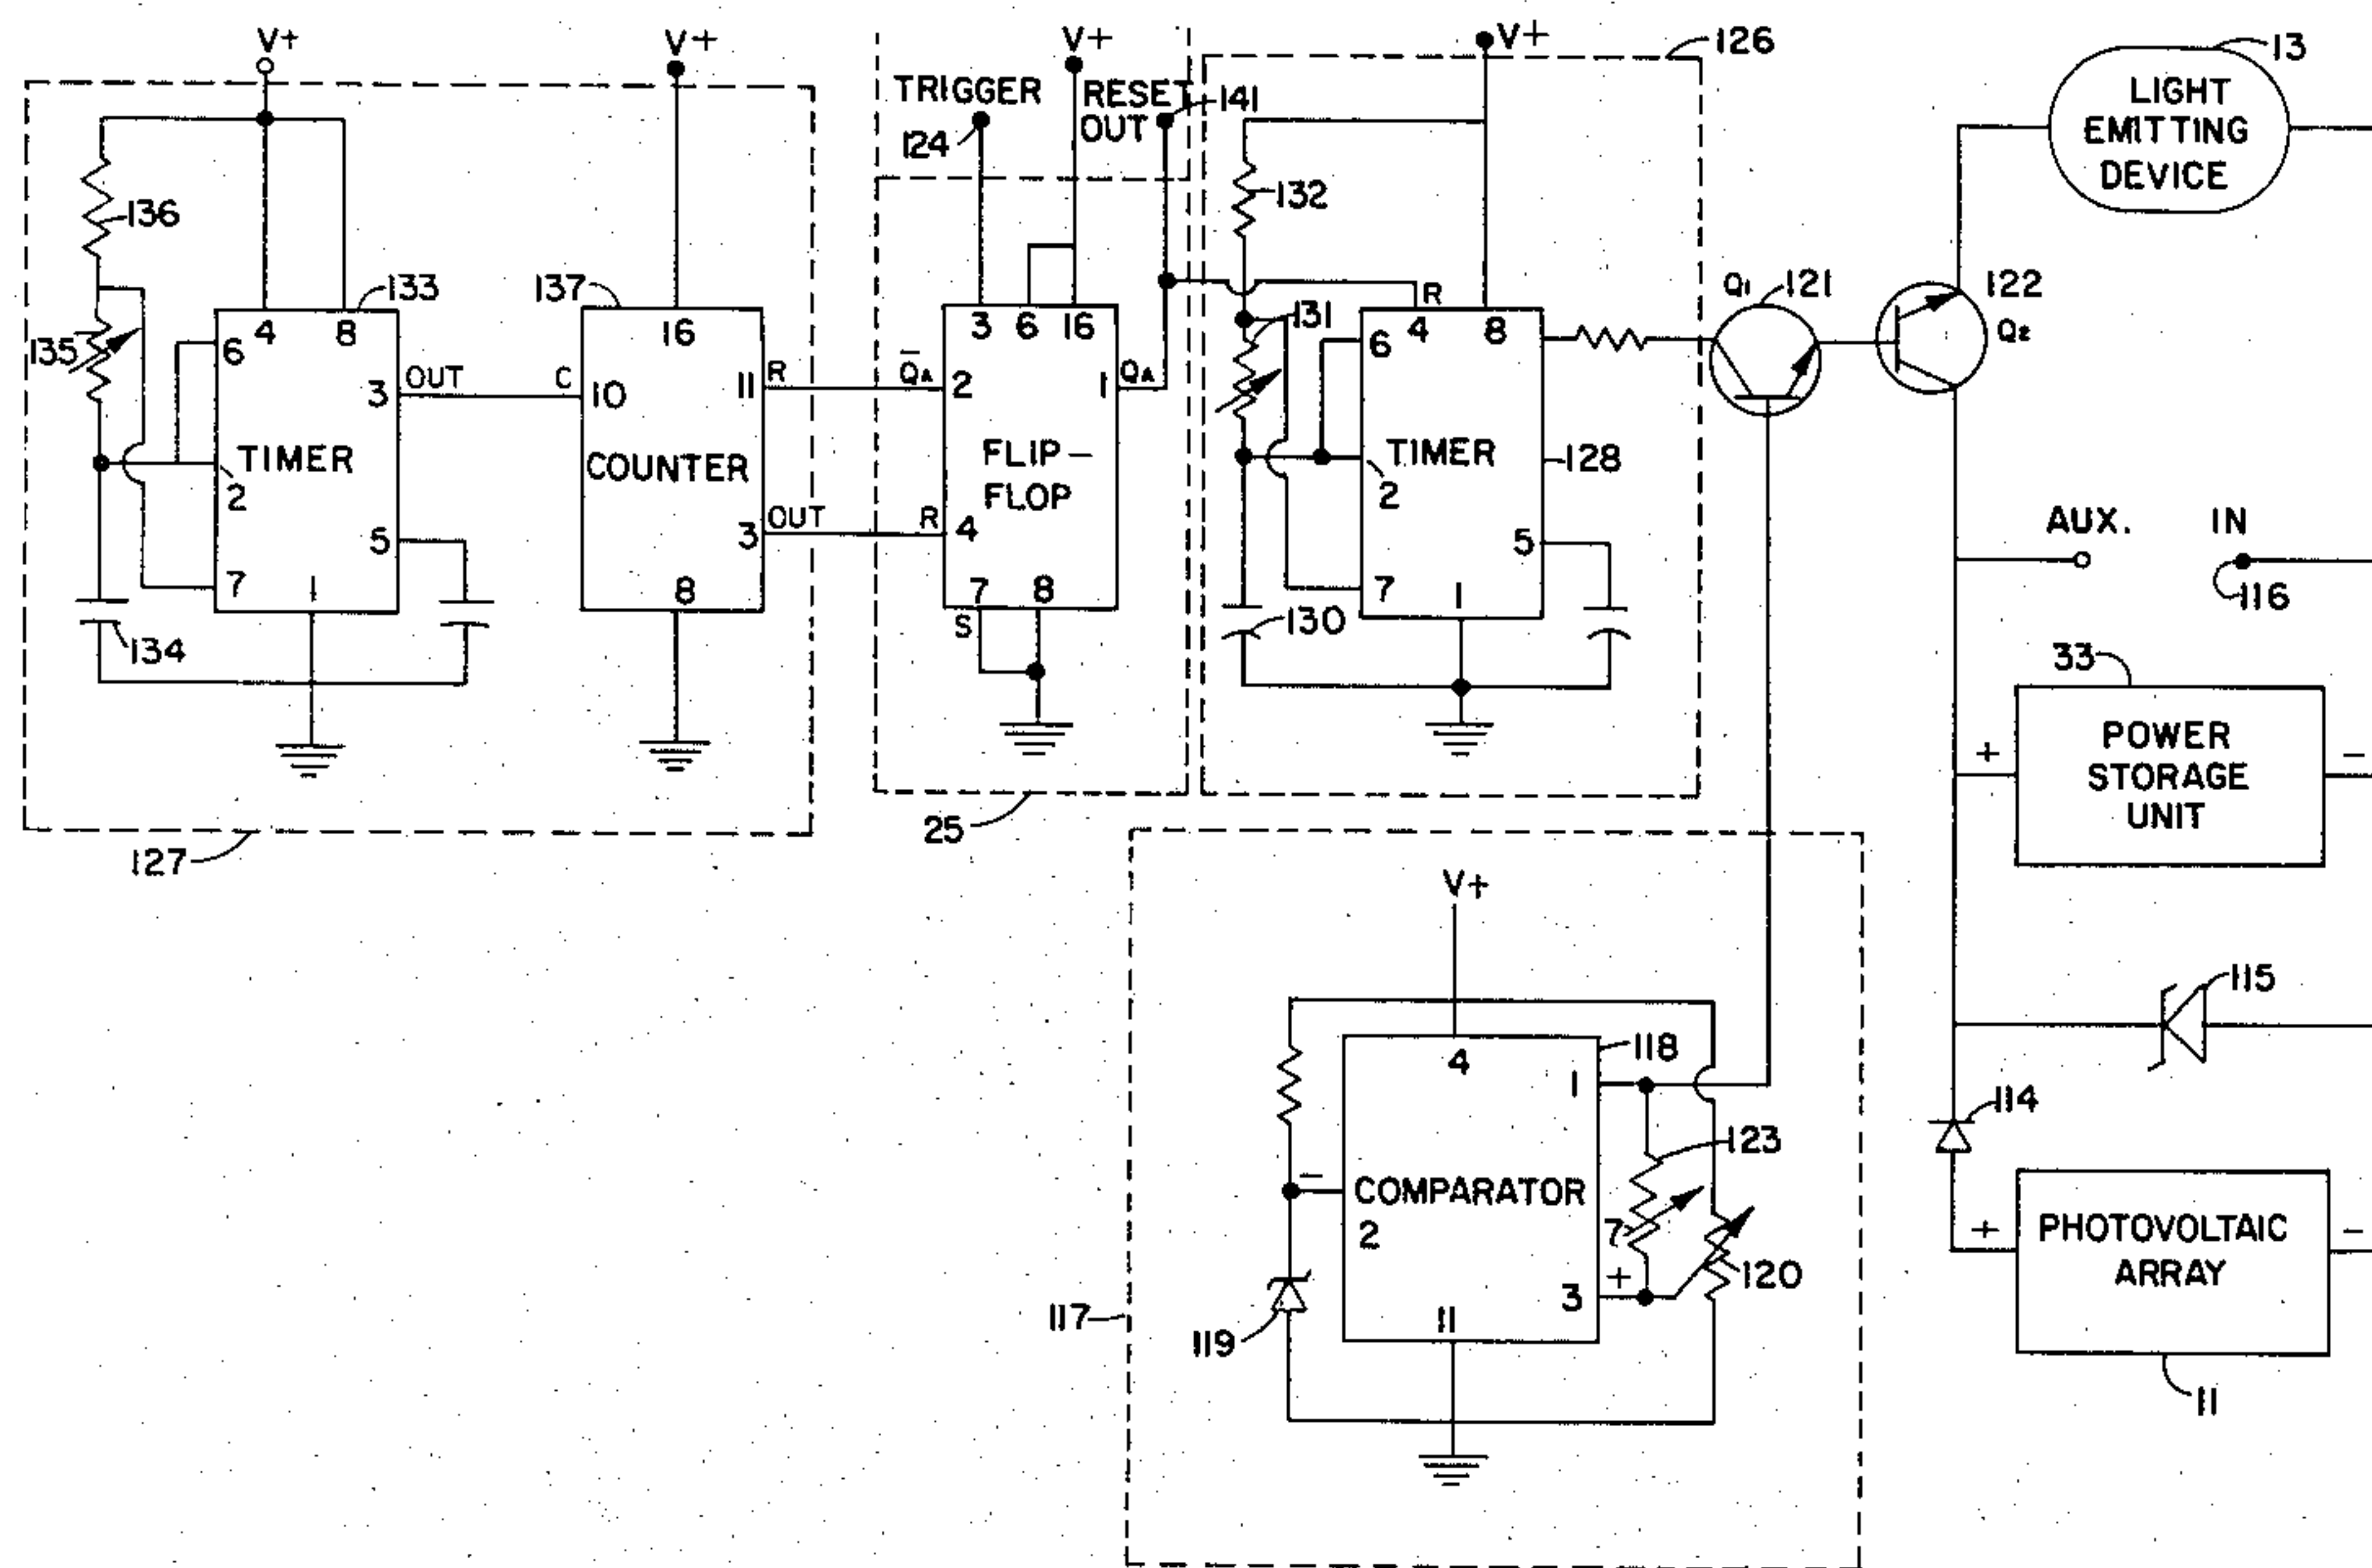 V+
V+
V+
V+
126
13
TRIGGER
124
RESET
OUT
141
LIGHT
EMITTING
DEVICE
136
132
133
137
135
131
R
Q1
121
122
Q2
4
8
6
3
OUT
TIMER
2
5
7
1
134
C
10
16
11
R
COUNTER
3
OUT
8
Q̄A
2
3
6
16
1
QA
FLIP-
FLOP
R
4
7
8
S
4
8
6
TIMER
2
128
5
7
1
130
AUX.
IN
116
33
+
POWER
STORAGE
UNIT
-
127
25
V+
115
114
4
118
1
123
-
COMPARATOR
2
7
+
3
120
11
119
117
+
PHOTOVOLTAIC
ARRAY
-
11